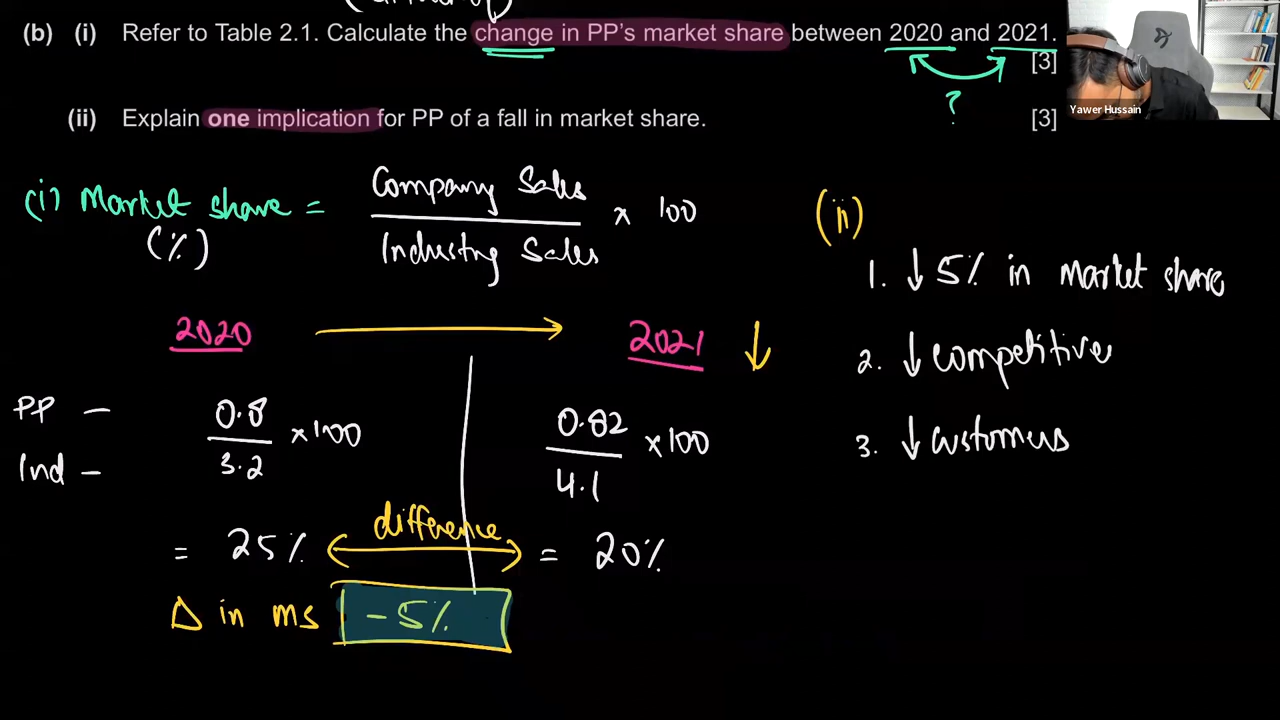 (b) (i) Refer to Table 2.1. Calculate the change in PP's market share between 2020 and 2021.
[3]
?
(ii) Explain one implication for PP of a fall in market share. [3]
Yawer Hussain
(i) Market share = Company Sales / Industry Sales × 100
(%)
2020 → 2021 ↓
PP – 0.8 / 3.2 × 100
Ind –
0.82 / 4.1 × 100
= 25% difference = 20%
Δ in ms -5%
(ii)
1. ↓ 5% in market share
2. ↓ competitive
3. ↓ customers